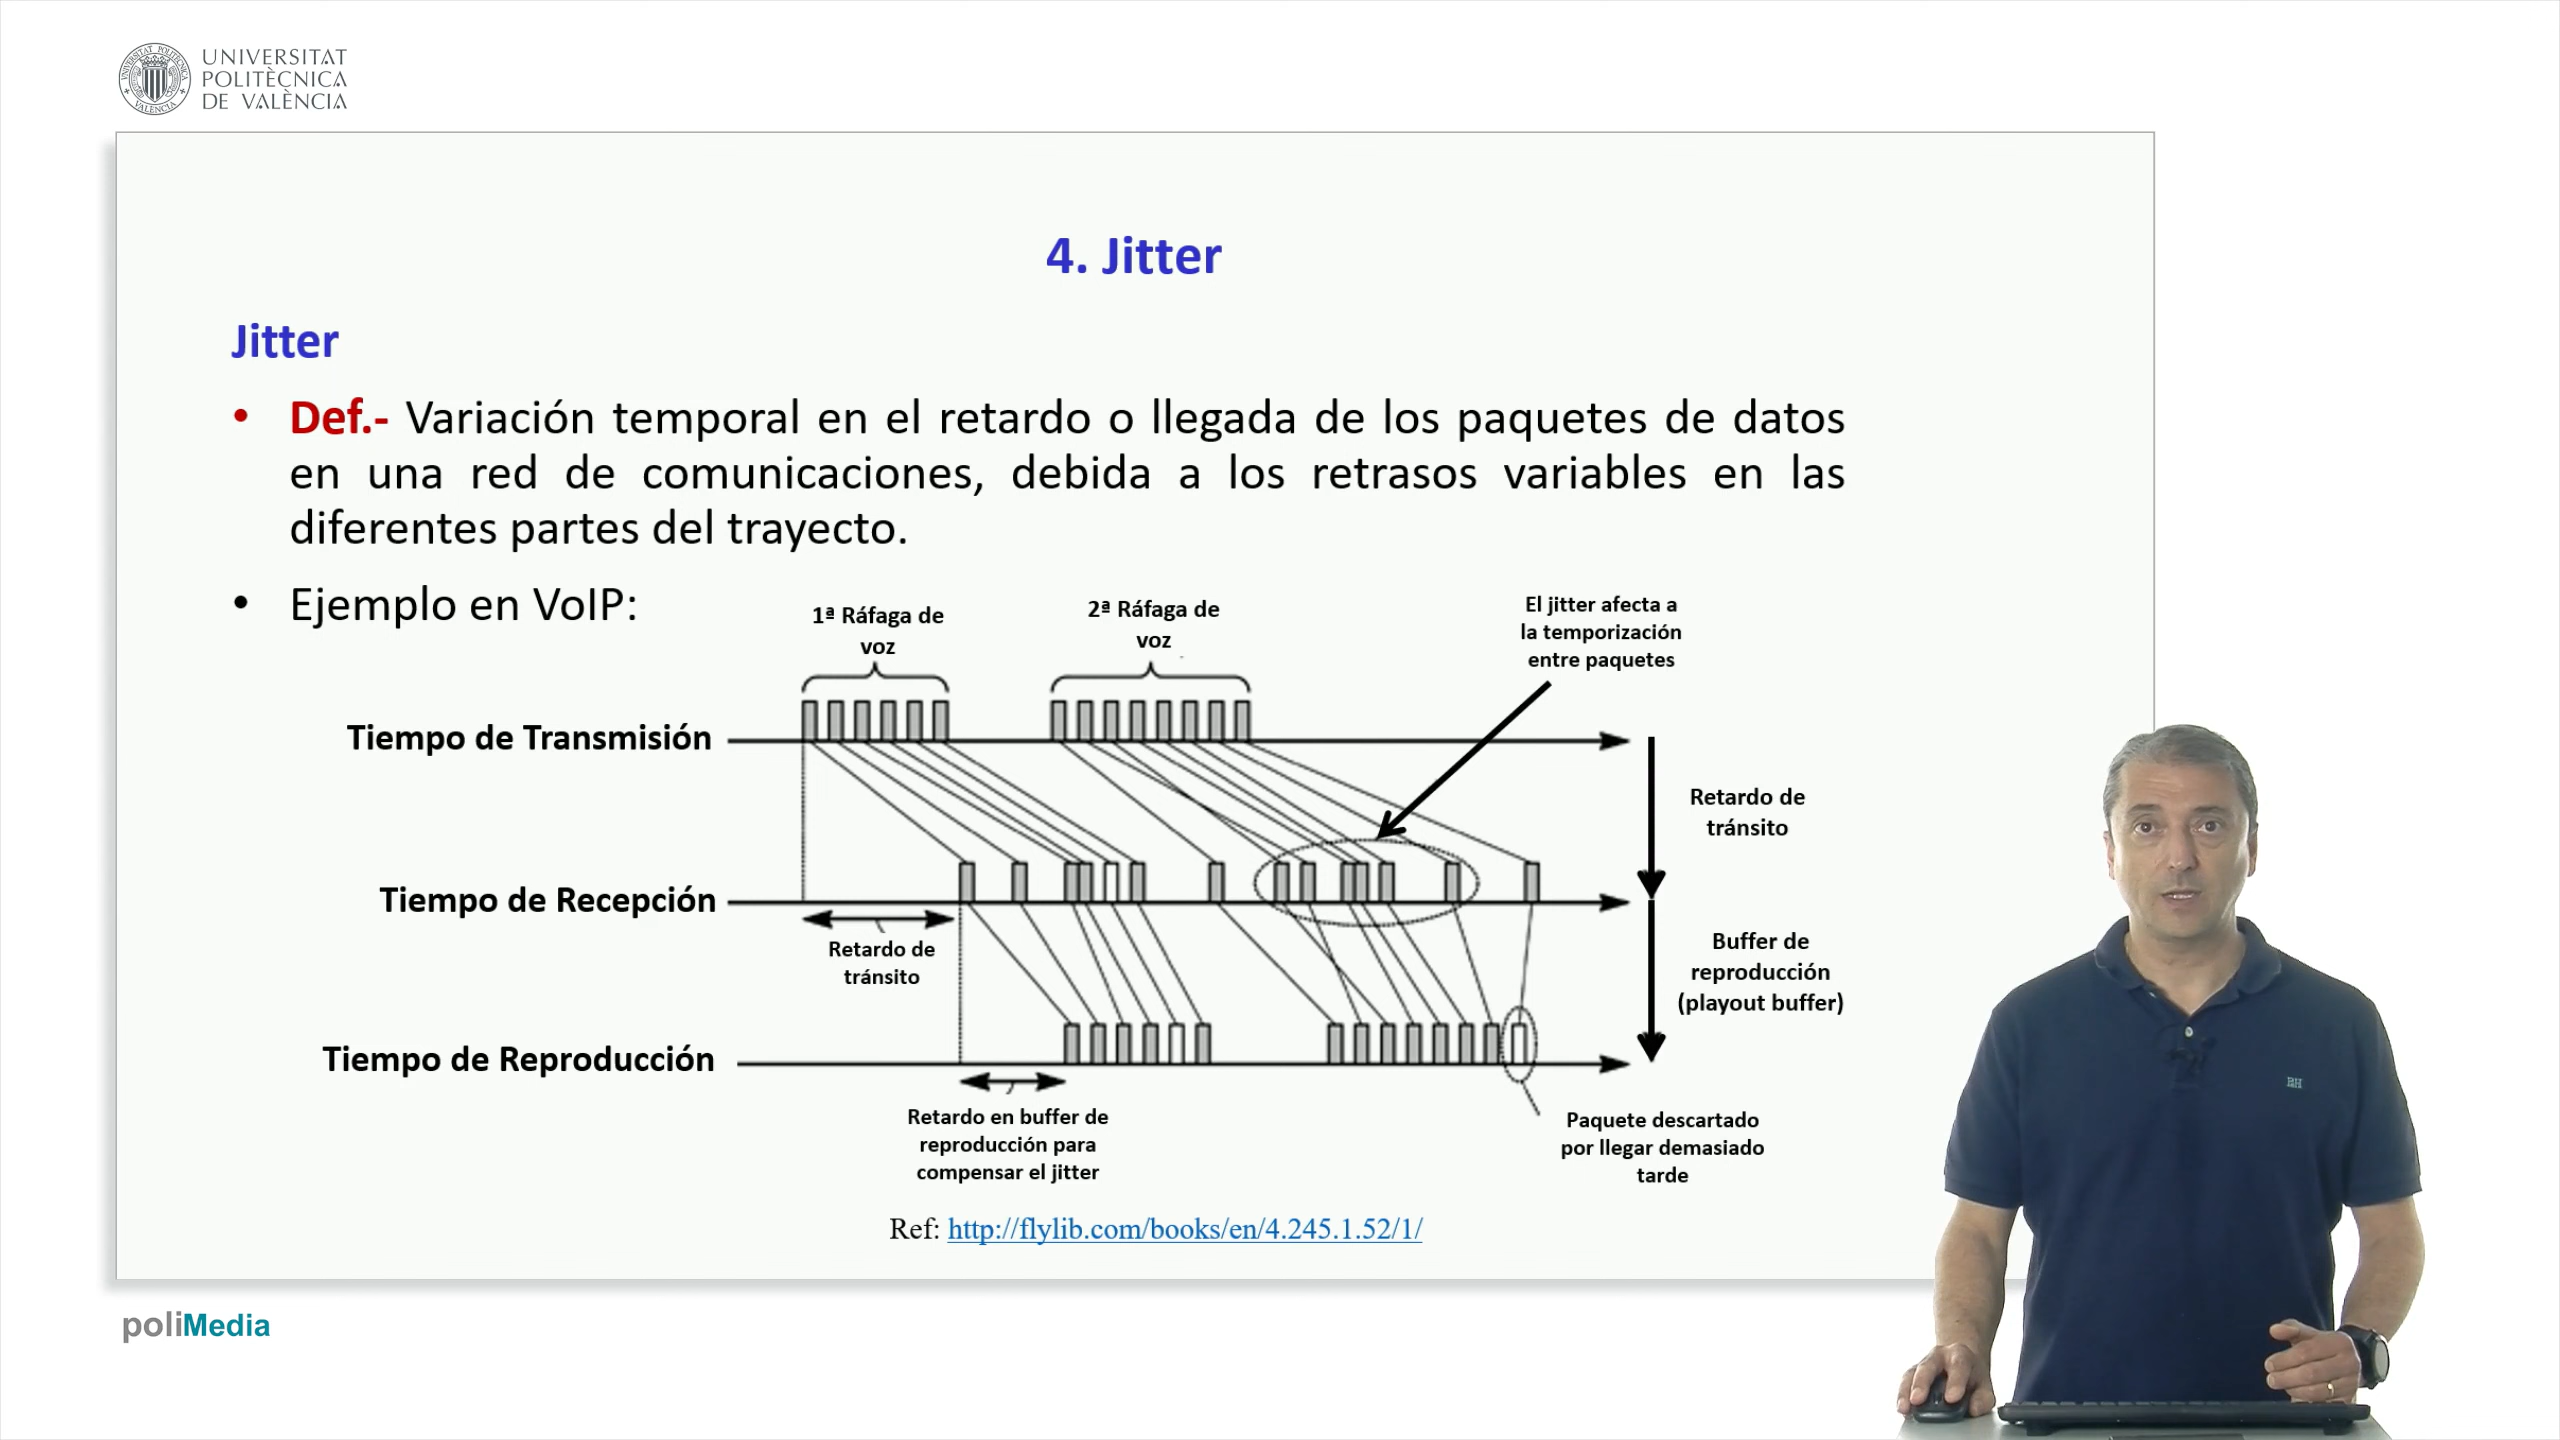 UNIVERSITAT
POLITÈCNICA
DE VALÈNCIA
4. Jitter
Jitter
• Def.- Variación temporal en el retardo o llegada de los paquetes de datos
en una red de comunicaciones, debida a los retrasos variables en las
diferentes partes del trayecto.
• Ejemplo en VoIP:
1ª Ráfaga de
voz
2ª Ráfaga de
voz
El jitter afecta a
la temporización
entre paquetes
Tiempo de Transmisión
Retardo de
tránsito
Tiempo de Recepción
Retardo de
tránsito
Buffer de
reproducción
(playout buffer)
Tiempo de Reproducción
Retardo en buffer de
reproducción para
compensar el jitter
Paquete descartado
por llegar demasiado
tarde
Ref: http://flylib.com/books/en/4.245.1.52/1/
poliMedia